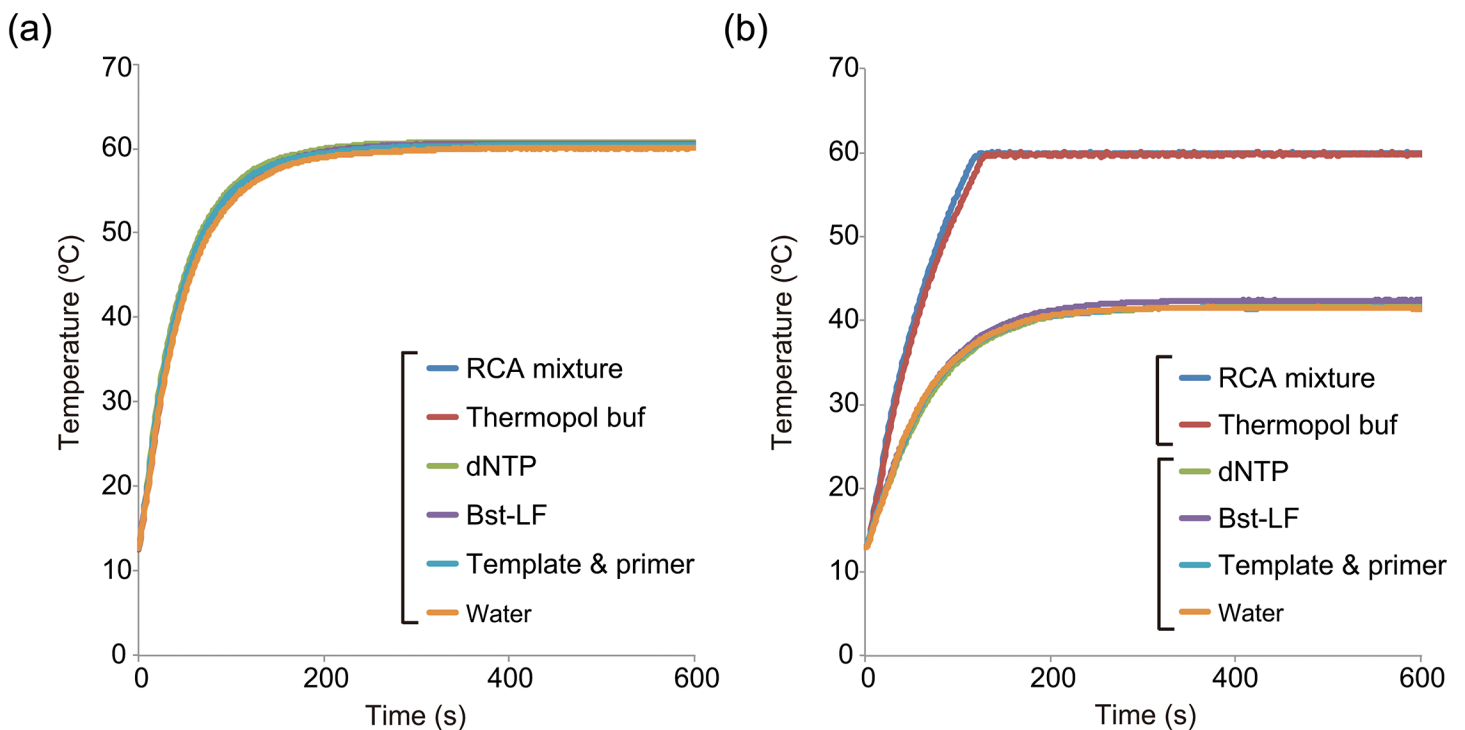 (a)
70
60
50
40
30
20
10
0
Temperature (ºC)
RCA mixture
Thermopol buf
dNTP
Bst-LF
Template & primer
Water
0
200
400
600
Time (s)
(b)
70
60
50
40
30
20
10
0
Temperature (ºC)
RCA mixture
Thermopol buf
dNTP
Bst-LF
Template & primer
Water
0
200
400
600
Time (s)